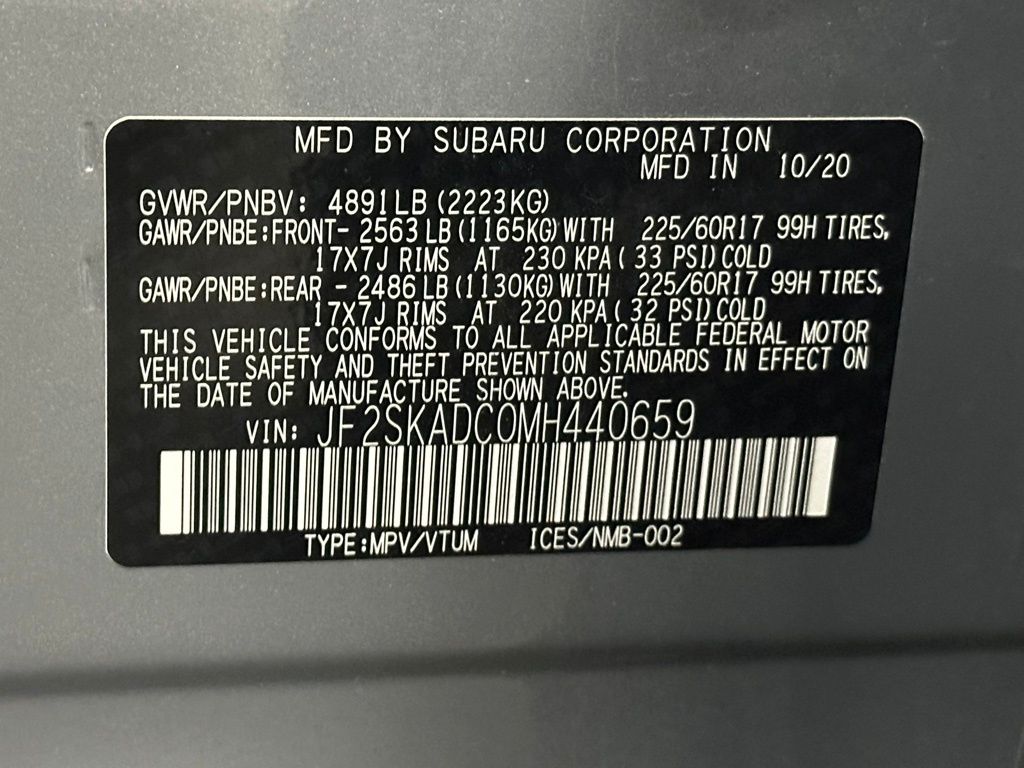 MFD BY SUBARU CORPORATION
MFD IN 10/20
GVWR/PNBV: 4891LB (2223KG)
GAWR/PNBE:FRONT- 2563 LB (1165KG) WITH 225/60R17 99H TIRES,
17X7J RIMS AT 230 KPA ( 33 PSI) COLD
GAWR/PNBE:REAR - 2486 LB (1130KG) WITH 225/60R17 99H TIRES,
17X7J RIMS AT 220 KPA ( 32 PSI) COLD
THIS VEHICLE CONFORMS TO ALL APPLICABLE FEDERAL MOTOR
VEHICLE SAFETY AND THEFT PREVENTION STANDARDS IN EFFECT ON
THE DATE OF MANUFACTURE SHOWN ABOVE.
VIN: JF2SKADC0MH440659
TYPE:MPV/VTUM ICES/NMB-002